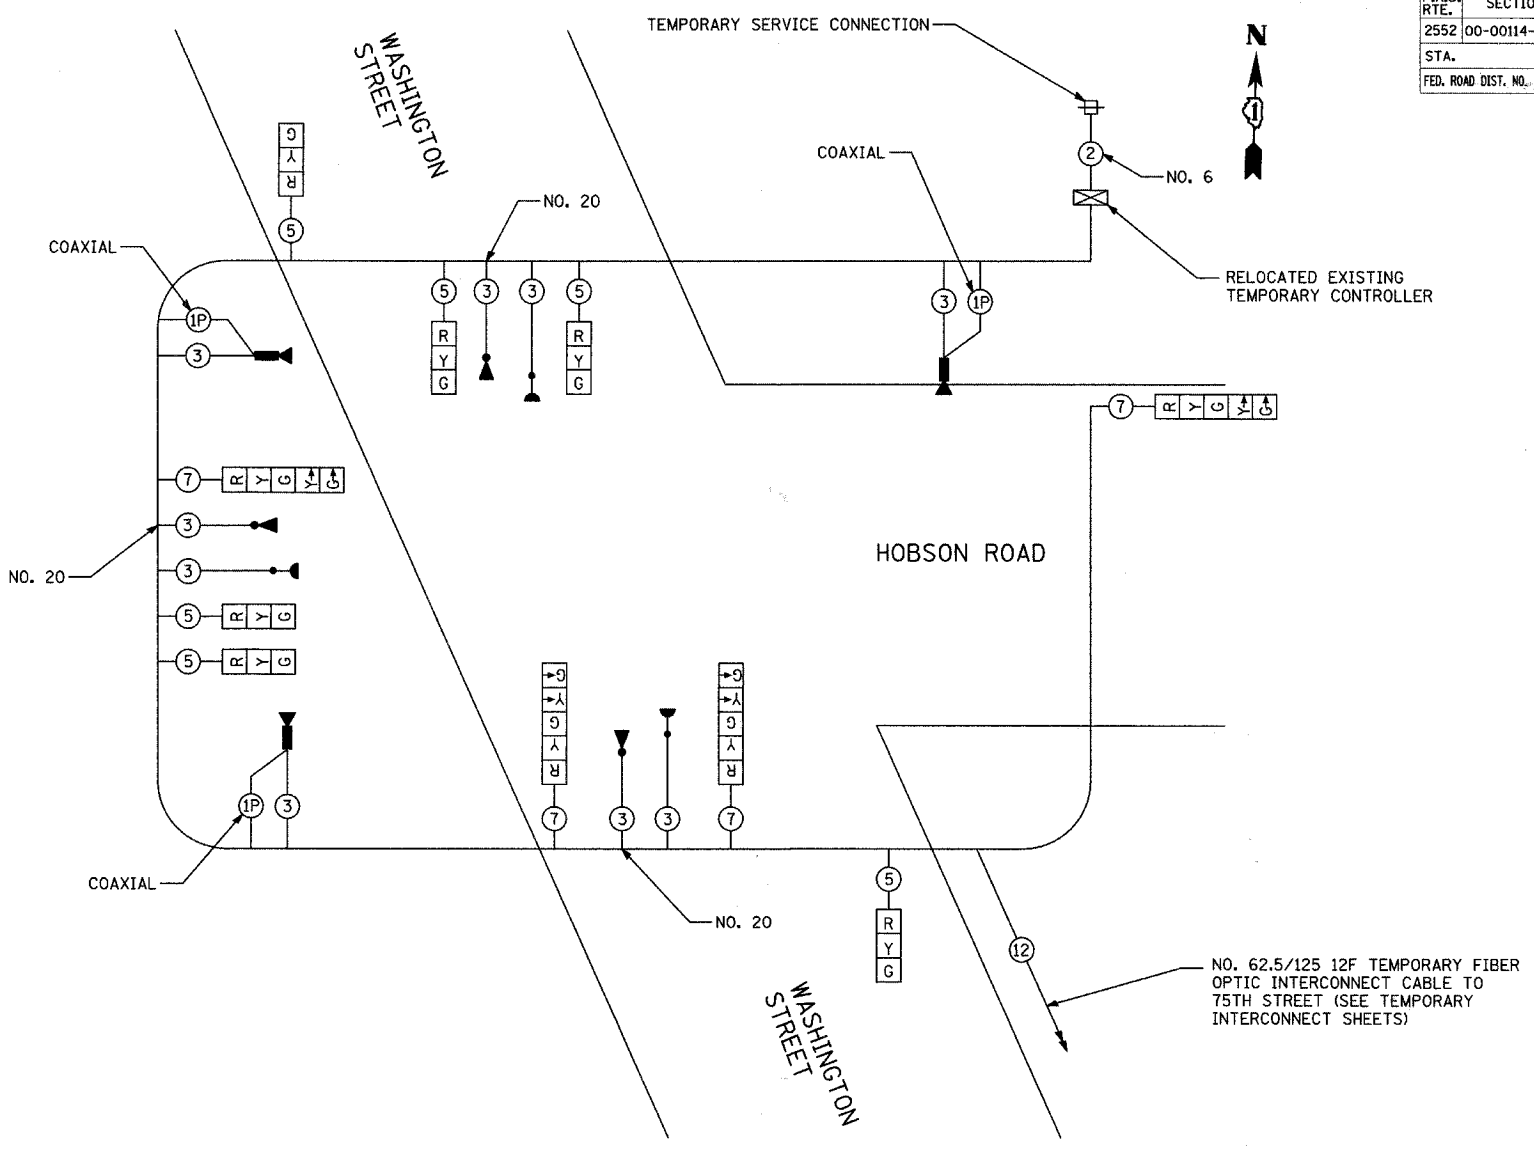 TEMPORARY SERVICE CONNECTION
RTE.
SECTIO
2552 00-00114-
STA.
FED. ROAD DIST. NO.
N
1
WASHINGTON
STREET
G
Y
R
5
COAXIAL
2
NO. 6
NO. 20
COAXIAL
RELOCATED EXISTING
TEMPORARY CONTROLLER
5
3
3
5
3
1P
1P
3
R
Y
G
R
Y
G
7
R Y G Y G
7
R Y G Y G
3
NO. 20
3
5
R Y G
5
R Y G
HOBSON ROAD
G
Y
G
Y
R
G
Y
G
Y
R
1P
3
7
3
3
7
COAXIAL
5
R
Y
G
NO. 20
12
NO. 62.5/125 12F TEMPORARY FIBER
OPTIC INTERCONNECT CABLE TO
75TH STREET (SEE TEMPORARY
INTERCONNECT SHEETS)
WASHINGTON
STREET